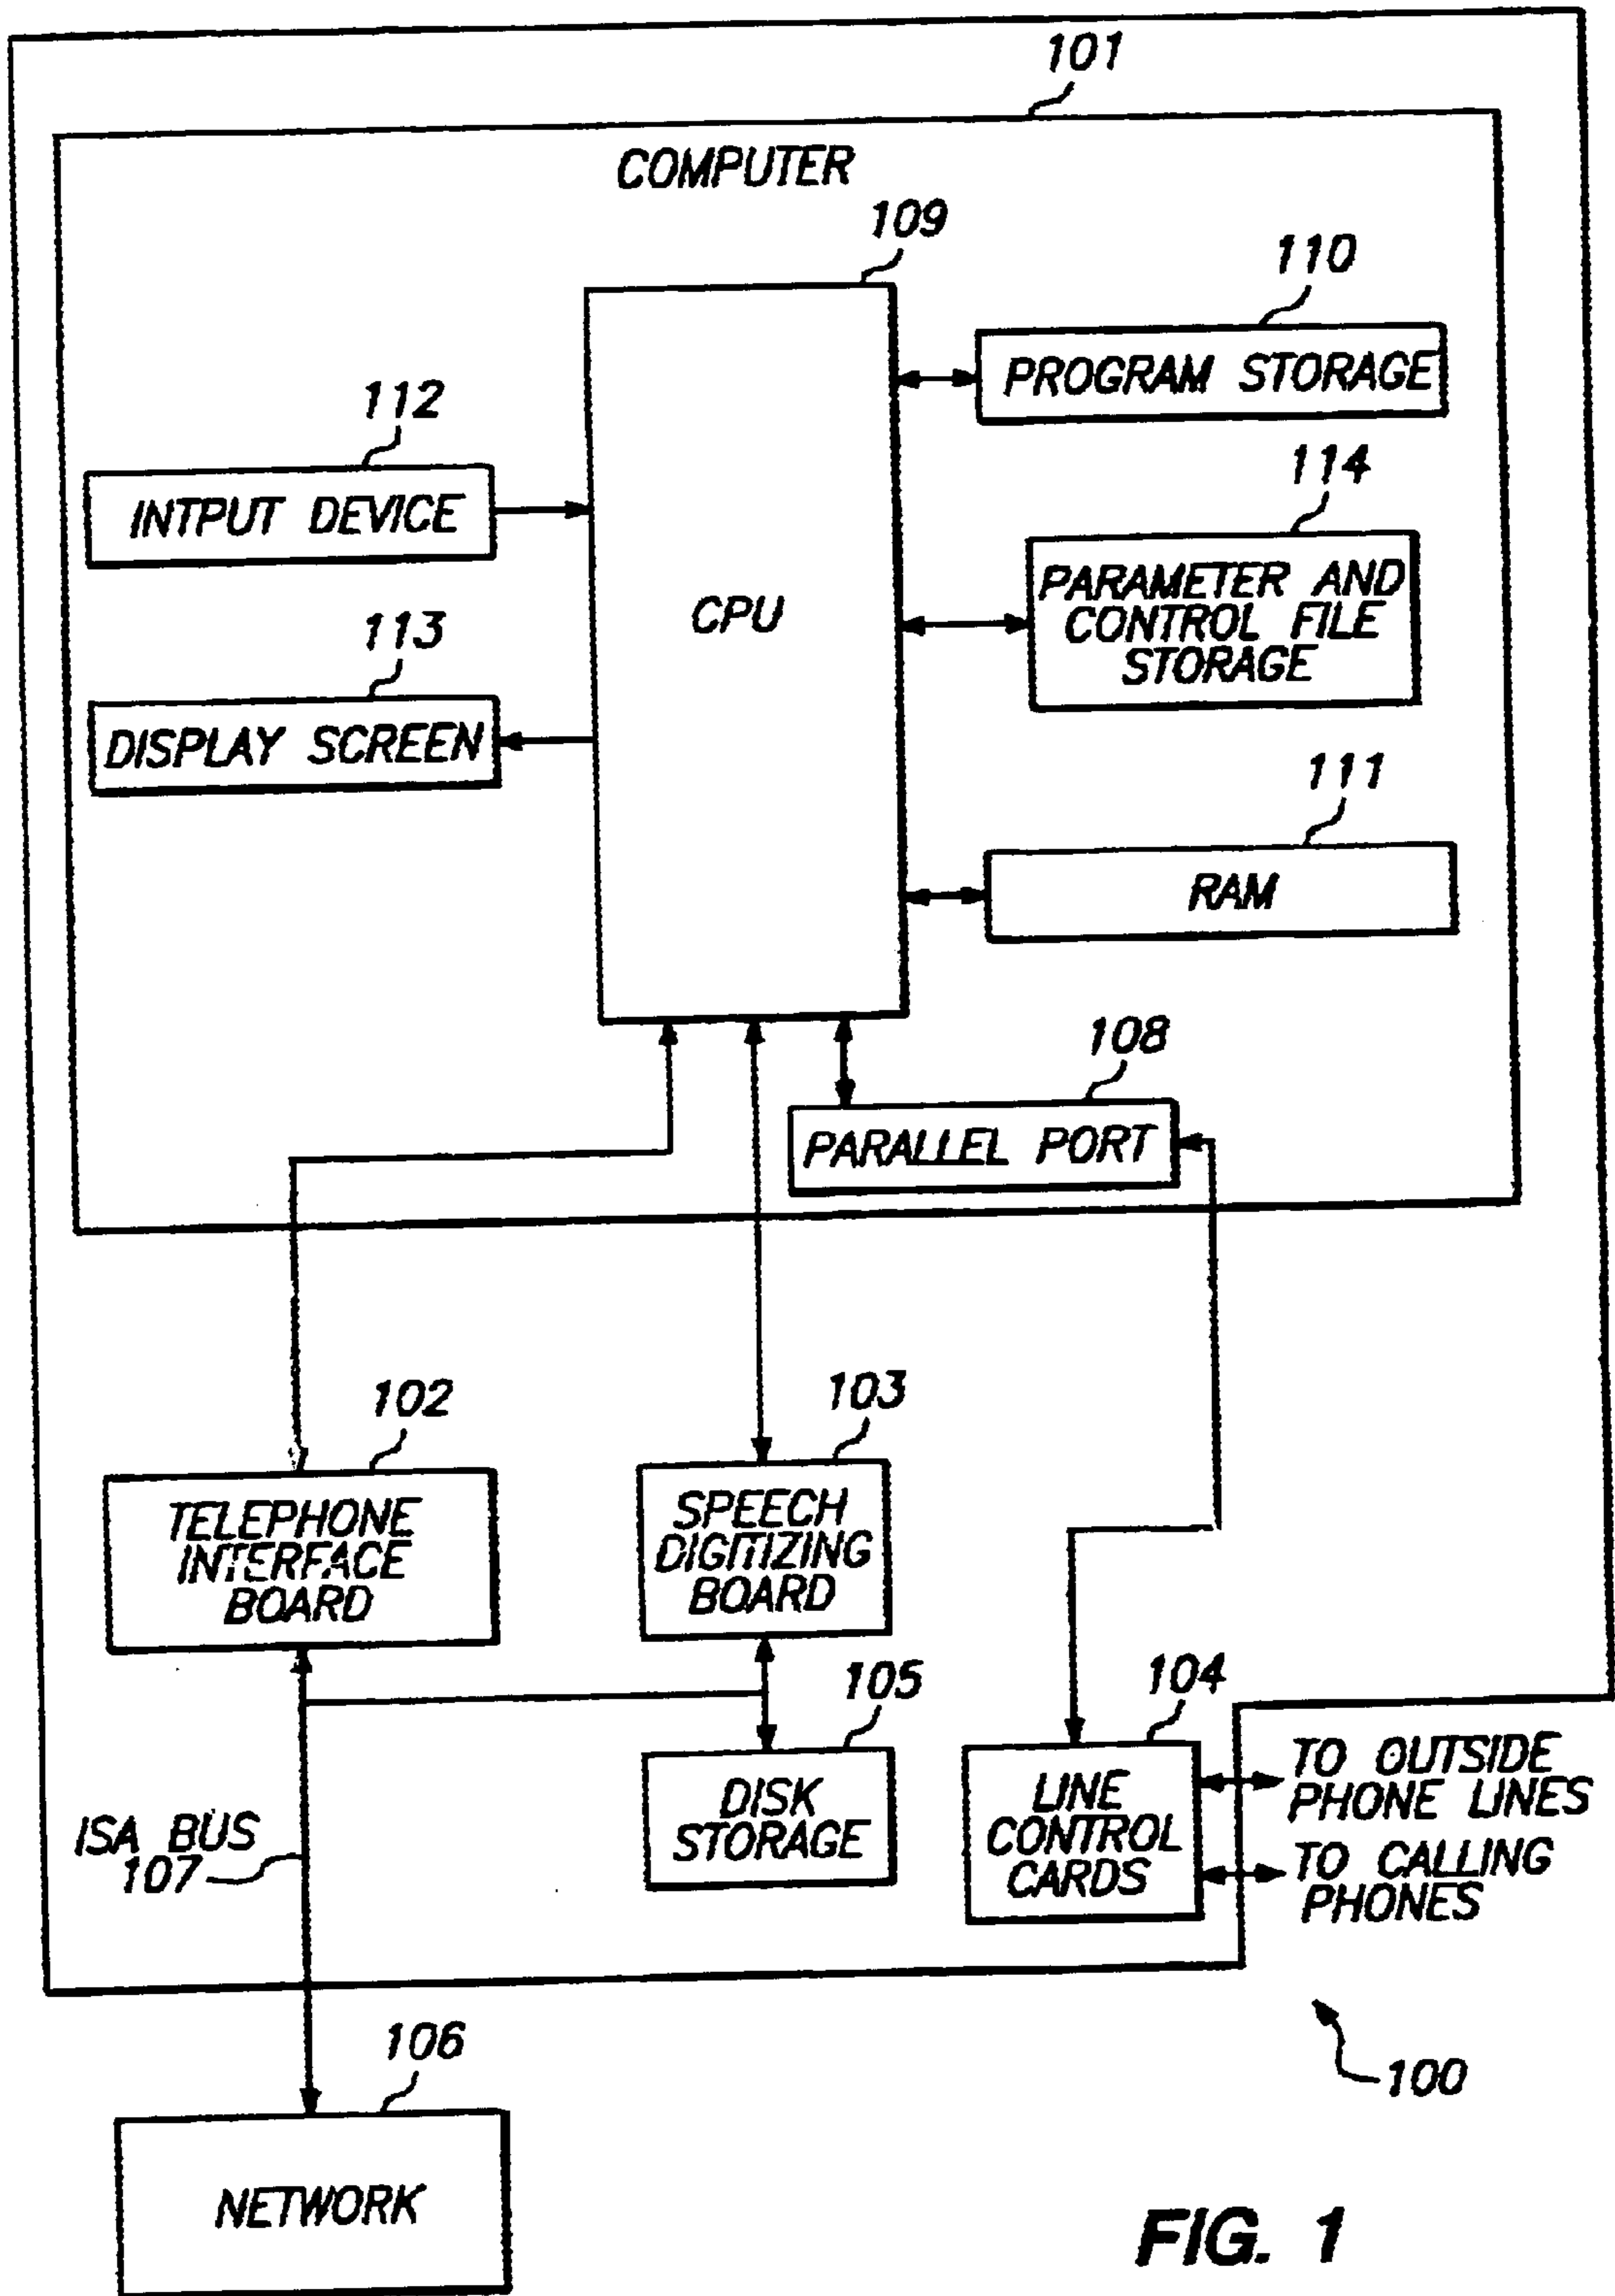 101
COMPUTER
109
110
PROGRAM STORAGE
112
INTPUT DEVICE
114
PARAMETER AND
CONTROL FILE
STORAGE
CPU
113
DISPLAY SCREEN
111
RAM
108
PARALLEL PORT
102
TELEPHONE
INTERFACE
BOARD
103
SPEECH
DIGITIZING
BOARD
105
DISK
STORAGE
104
LINE
CONTROL
CARDS
TO OUTSIDE
PHONE LINES
TO CALLING
PHONES
ISA BUS
107
106
NETWORK
100
FIG. 1